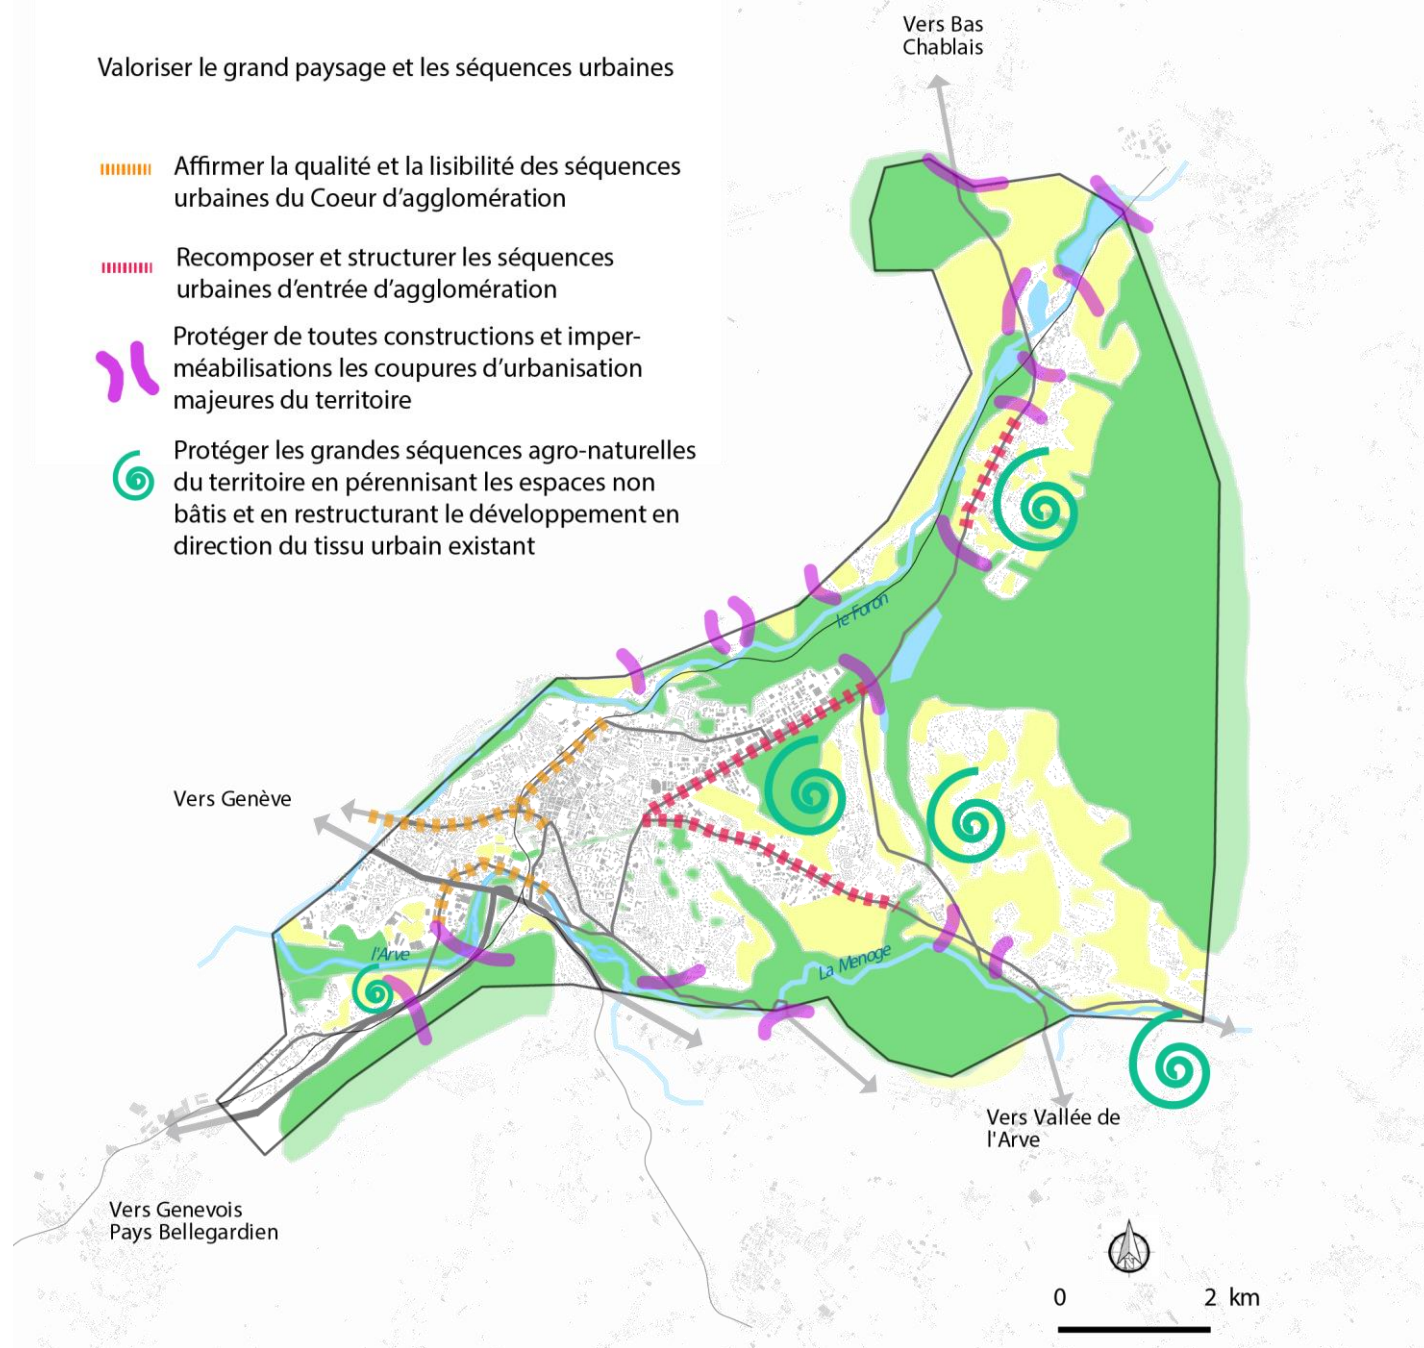 Valoriser le grand paysage et les séquences urbaines
Affirmer la qualité et la lisibilité des séquences
urbaines du Coeur d'agglomération
Recomposer et structurer les séquences
urbaines d'entrée d'agglomération
Protéger de toutes constructions et imper-
méabilisations les coupures d'urbanisation
majeures du territoire
Protéger les grandes séquences agro-naturelles
du territoire en pérennisant les espaces non
bâtis et en restructurant le développement en
direction du tissu urbain existant
Vers Bas
Chablais
le Foron
Vers Genève
l'Arve
La Menoge
Vers Vallée de
l'Arve
Vers Genevois
Pays Bellegardien
0 2 km